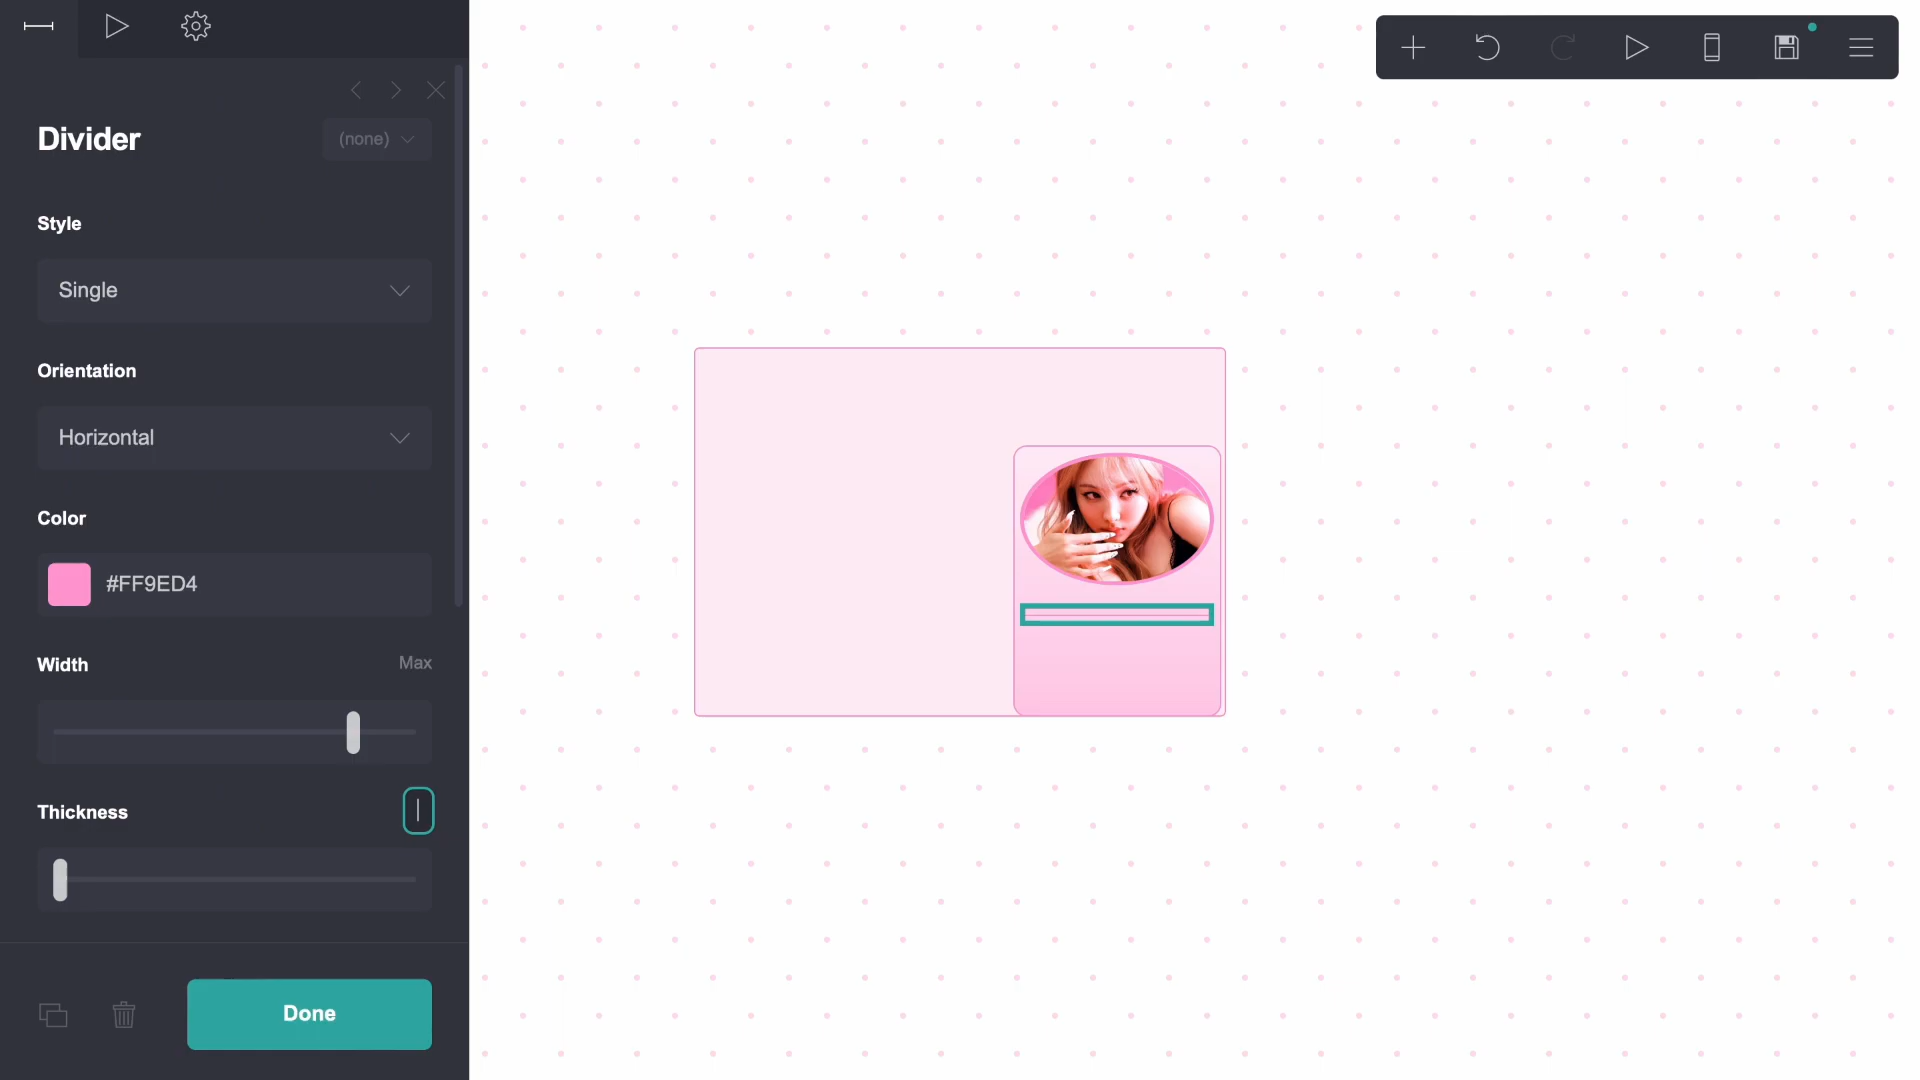 Divider
(none)
Style
Single
Orientation
Horizontal
Color
#FF9ED4
Width
Max
Thickness
Done